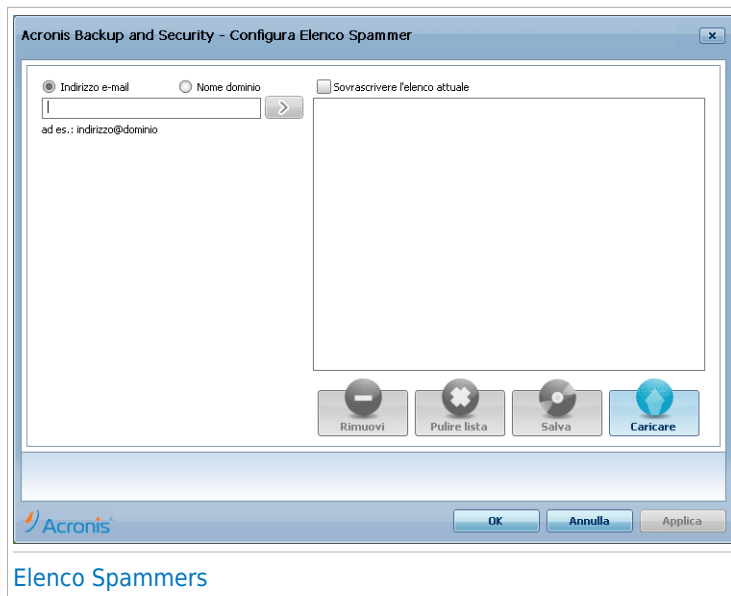 Acronis Backup and Security - Configura Elenco Spammer
Indirizzo e-mail
Nome dominio
Sovrascrivere l'elenco attuale
ad es.: indirizzo@dominio
Rimuovi
Pulire lista
Salva
Caricare
Acronis
OK
Annulla
Applica
Elenco Spammers